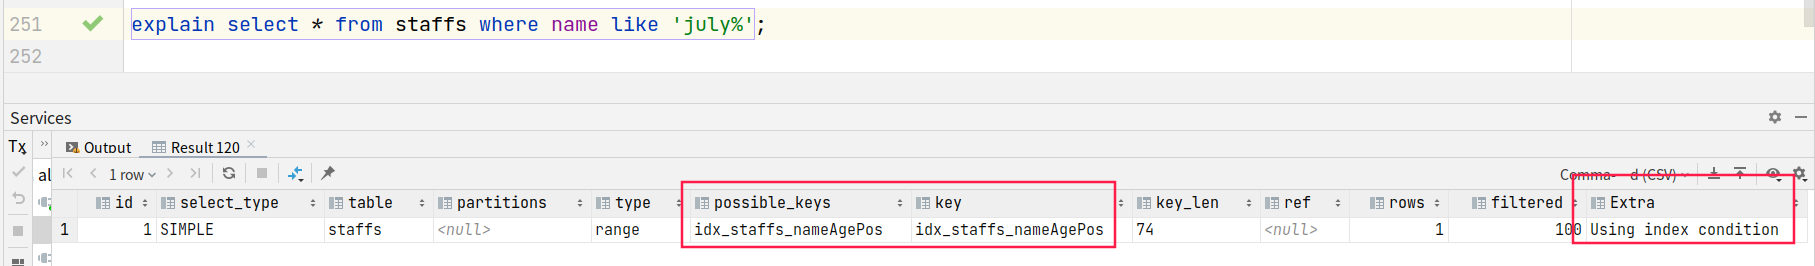 251 explain select * from staffs where name like 'july%';
252
Services
Tx » Output Result 120
al 1 row Comma- d (CSV)
id select_type table partitions type possible_keys key key_len ref rows filtered Extra
1 1 SIMPLE staffs <null> range idx_staffs_nameAgePos idx_staffs_nameAgePos 74 <null> 1 100 Using index condition